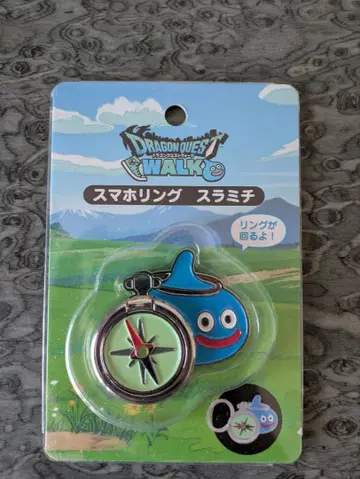 DRAGON QUEST
ドラゴンクエストウォーク
WALK
スマホリング スラミチ
リングが
回るよ!